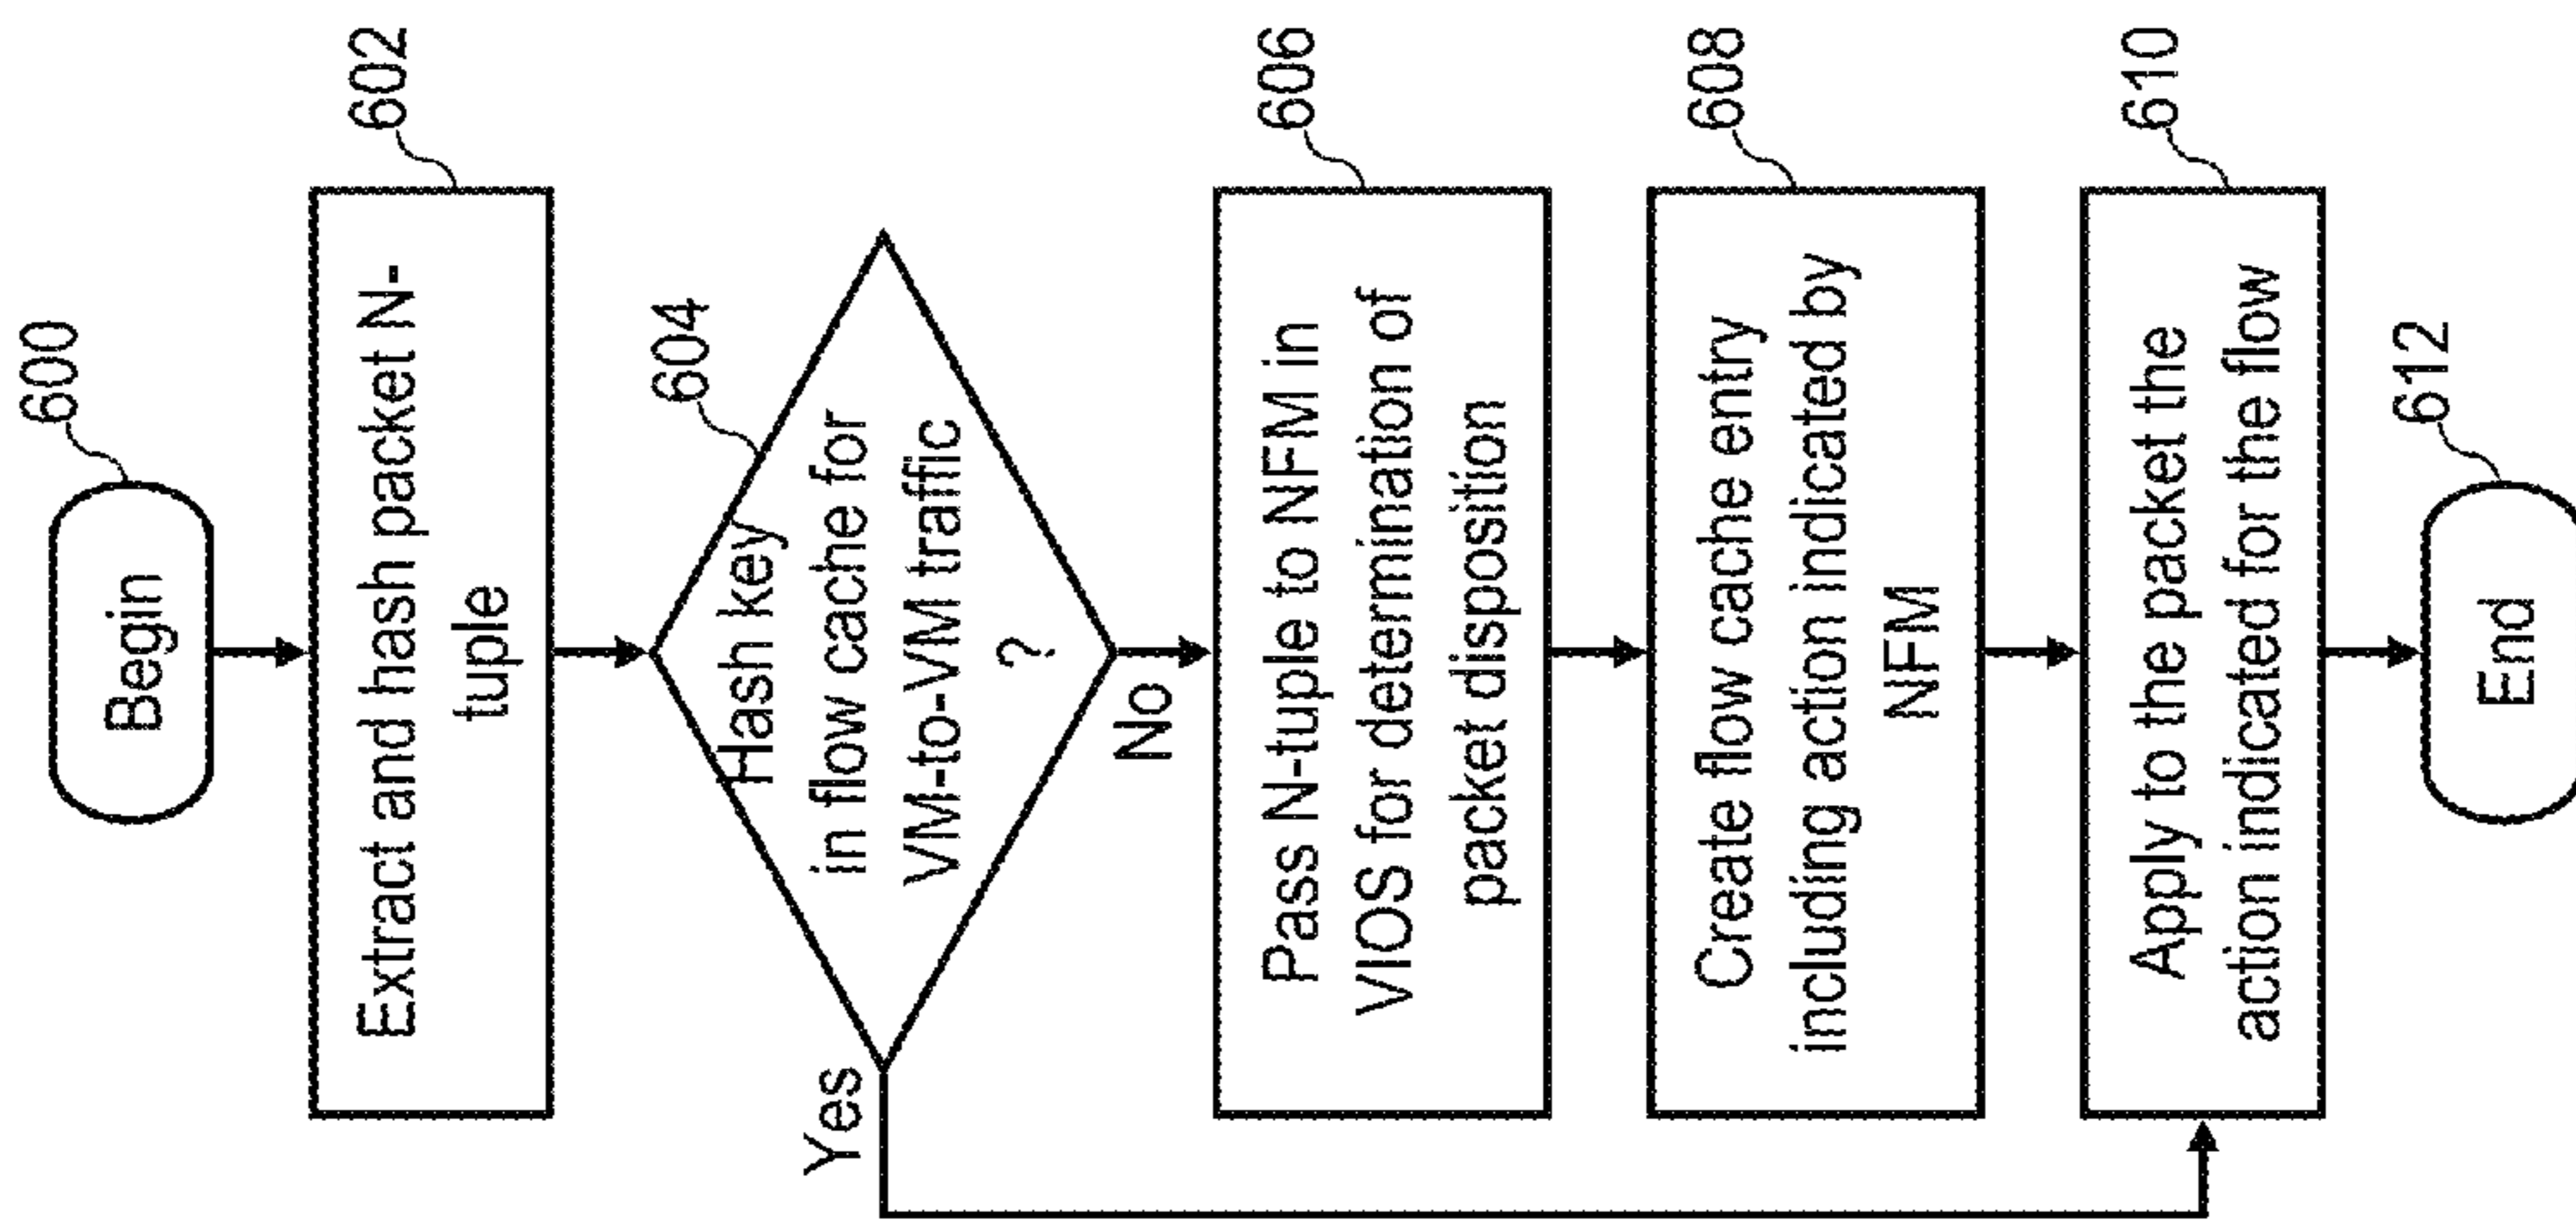 600
Begin
602
Extract and hash packet N-
tuple
604
Hash key
in flow cache for
VM-to-VM traffic
?
Yes
No
606
Pass N-tuple to NFM in
VIOS for determination of
packet disposition
608
Create flow cache entry
including action indicated by
NFM
610
Apply to the packet the
action indicated for the flow
612
End